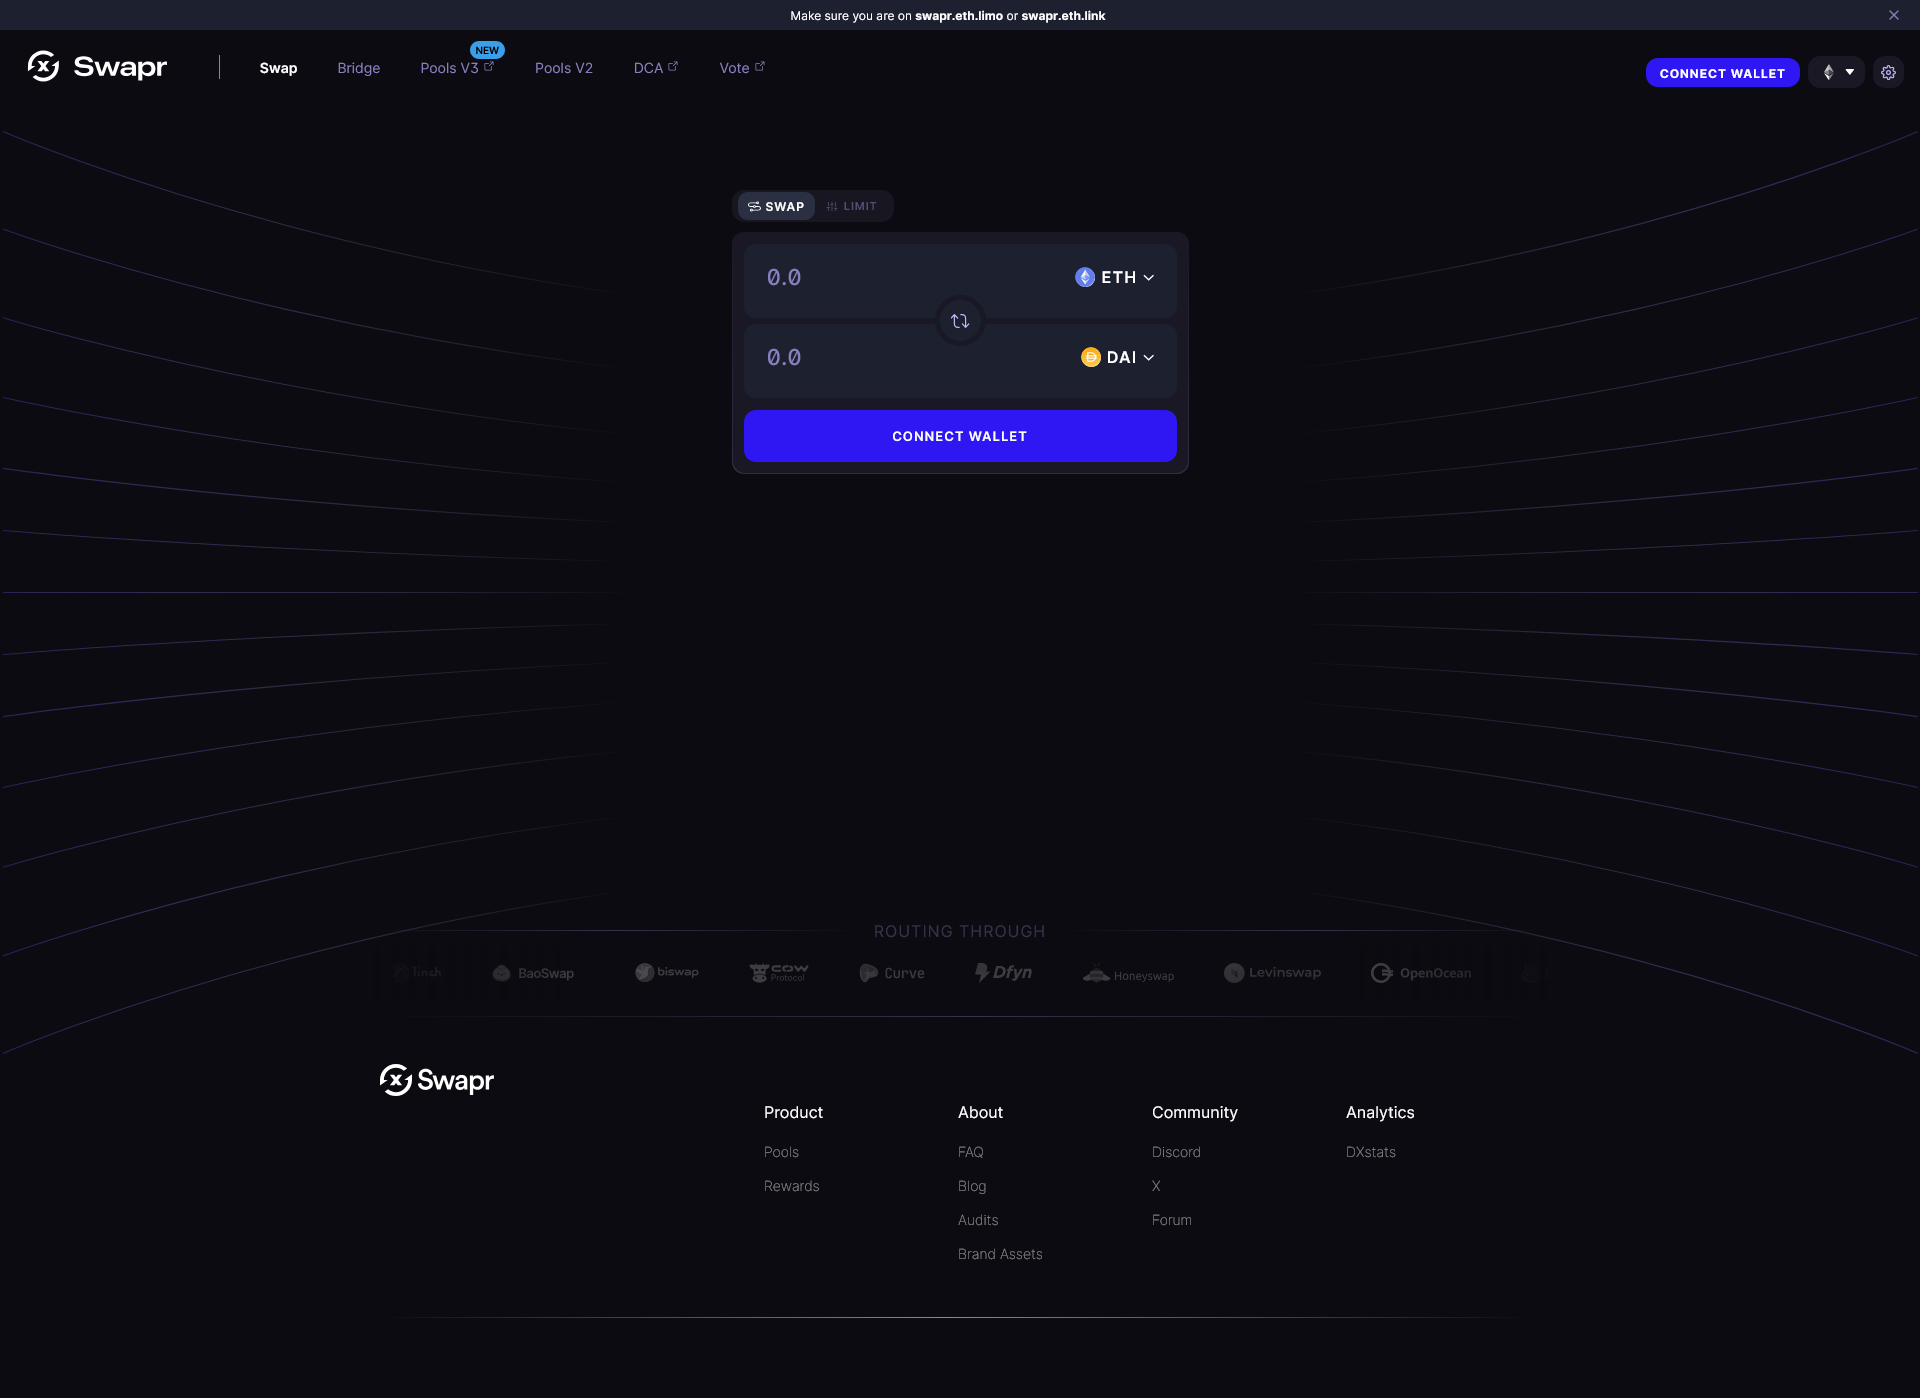 Make sure you are on swapr.eth.limo or swapr.eth.link
Swapr
Swap
Bridge
Pools V3
NEW
Pools V2
DCA
Vote
CONNECT WALLET
SWAP
LIMIT
0.0
ETH
0.0
DAI
CONNECT WALLET
ROUTING THROUGH
1inch
BaoSwap
biswap
COW
Protocol
Curve
Dfyn
Honeyswap
Levinswap
OpenOcean
Swapr
Product
Pools
Rewards
About
FAQ
Blog
Audits
Brand Assets
Community
Discord
X
Forum
Analytics
DXstats